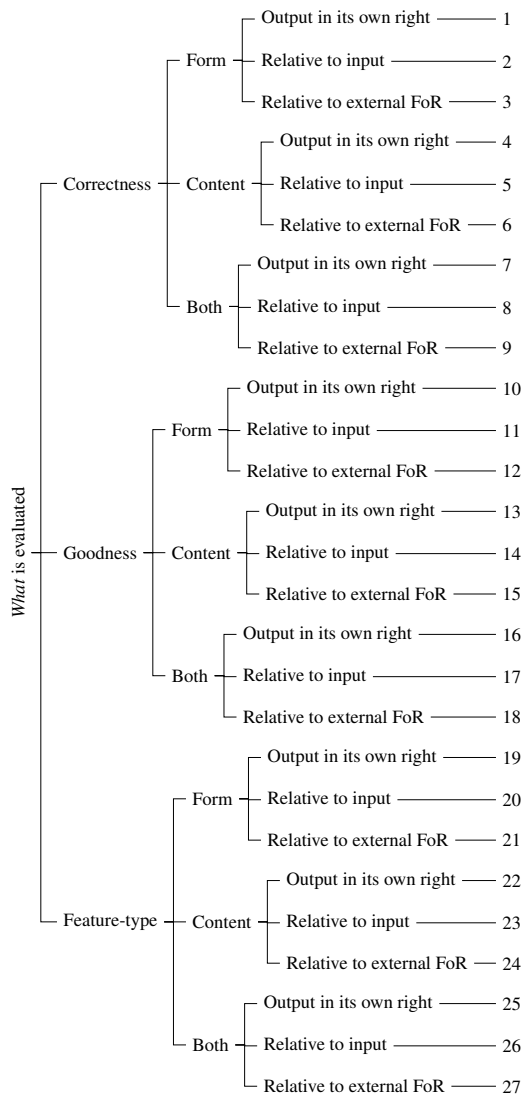 Output in its own right 1
Form Relative to input 2
Relative to external FoR 3
Output in its own right 4
Correctness Content Relative to input 5
Relative to external FoR 6
Output in its own right 7
Both Relative to input 8
Relative to external FoR 9
Output in its own right 10
Form Relative to input 11
Relative to external FoR 12
Output in its own right 13
What is evaluated Goodness Content Relative to input 14
Relative to external FoR 15
Output in its own right 16
Both Relative to input 17
Relative to external FoR 18
Output in its own right 19
Form Relative to input 20
Relative to external FoR 21
Output in its own right 22
Feature-type Content Relative to input 23
Relative to external FoR 24
Output in its own right 25
Both Relative to input 26
Relative to external FoR 27